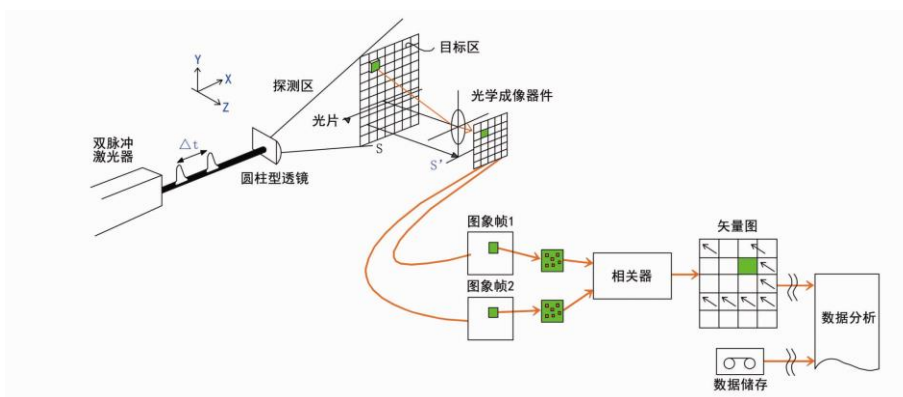 目标区
Y
X
Z
探测区
光学成像器件
光片
双脉冲
激光器
△t
S
S'
圆柱型透镜
图象帧1
矢量图
相关器
图象帧2
数据分析
数据储存